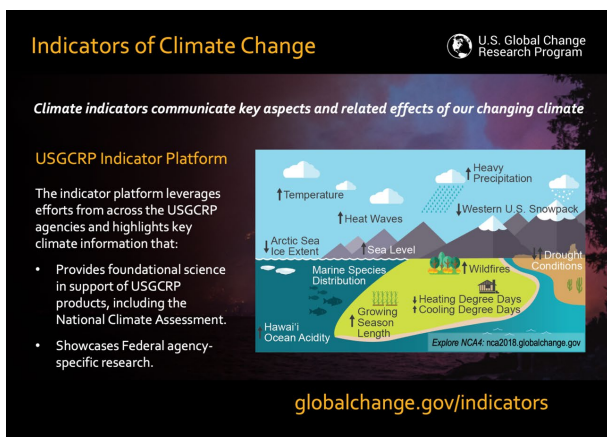 Indicators of Climate Change
U.S. Global Change
Research Program
Climate indicators communicate key aspects and related effects of our changing climate
USGCRP Indicator Platform
The indicator platform leverages
efforts from across the USGCRP
agencies and highlights key
climate information that:
• Provides foundational science
in support of USGCRP
products, including the
National Climate Assessment.
• Showcases Federal agency-
specific research.
↑Temperature
↑Heavy
Precipitation
↑Heat Waves
↓Western U.S. Snowpack
↓Arctic Sea
Ice Extent
↑Sea Level
↓↑Drought
Conditions
Marine Species
Distribution
↑Wildfires
↓Heating Degree Days
↑Cooling Degree Days
↑Growing
Season
Length
↑Hawai‘i
Ocean Acidity
Explore NCA4: nca2018.globalchange.gov
globalchange.gov/indicators